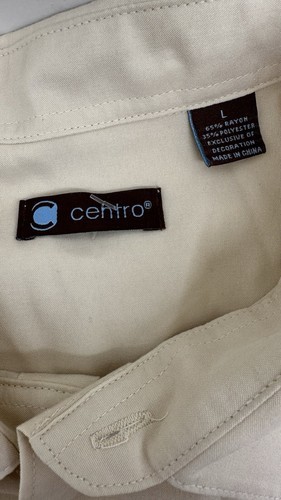 L
65% RAYON
35% POLYESTER
EXCLUSIVE OF
DECORATION
MADE IN CHINA
C centro®